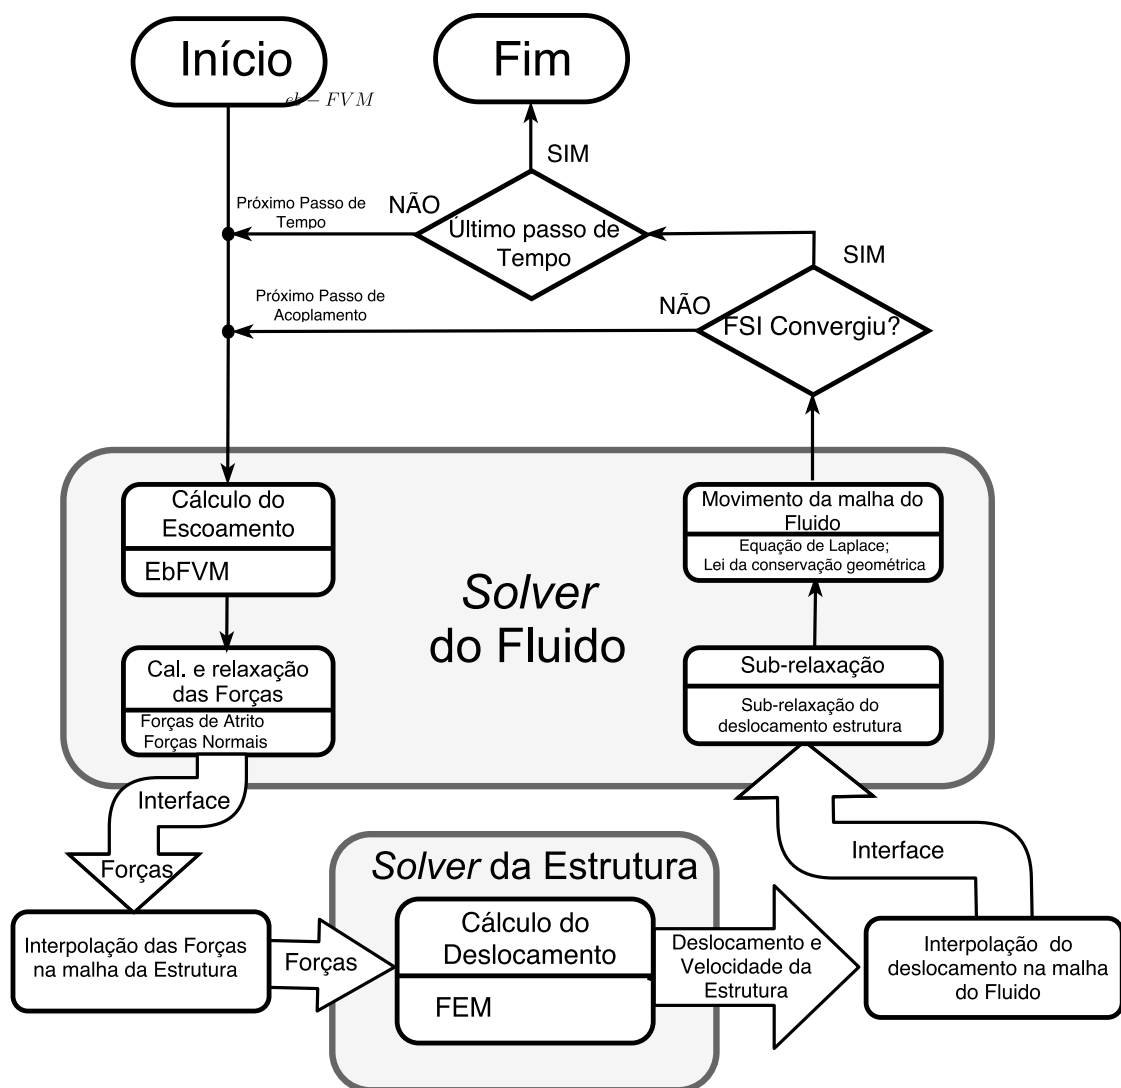 Início
Fim
eb – FVM
SIM
Próximo Passo de
Tempo
NÃO
Último passo de
Tempo
SIM
Próximo Passo de
Acoplamento
NÃO
FSI Convergiu?
Cálculo do
Escoamento
EbFVM
Movimento da malha do
Fluido
Equação de Laplace;
Lei da conservação geométrica
Solver
do Fluido
Cal. e relaxação
das Forças
Forças de Atrito
Forças Normais
Sub-relaxação
Sub-relaxação do
deslocamento estrutura
Interface
Forças
Interface
Solver da Estrutura
Interpolação das Forças
na malha da Estrutura
Forças
Cálculo do
Deslocamento
FEM
Deslocamento e
Velocidade da
Estrutura
Interpolação do
deslocamento na malha
do Fluido